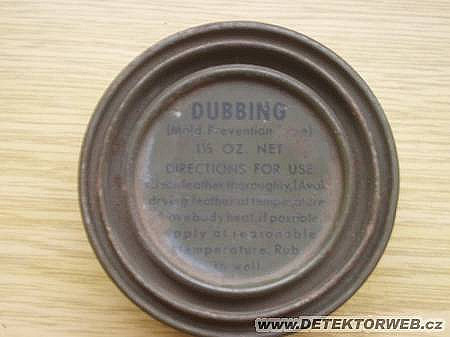 DUBBING
(Mold Prevention Type)
1½ OZ. NET
DIRECTIONS FOR USE
leather thoroughly, (Avoid
drying leather at temperature
above body heat, if possible
Apply at reasonable
temperature. Rub
in well.
WWW.DETEKTORWEB.cz